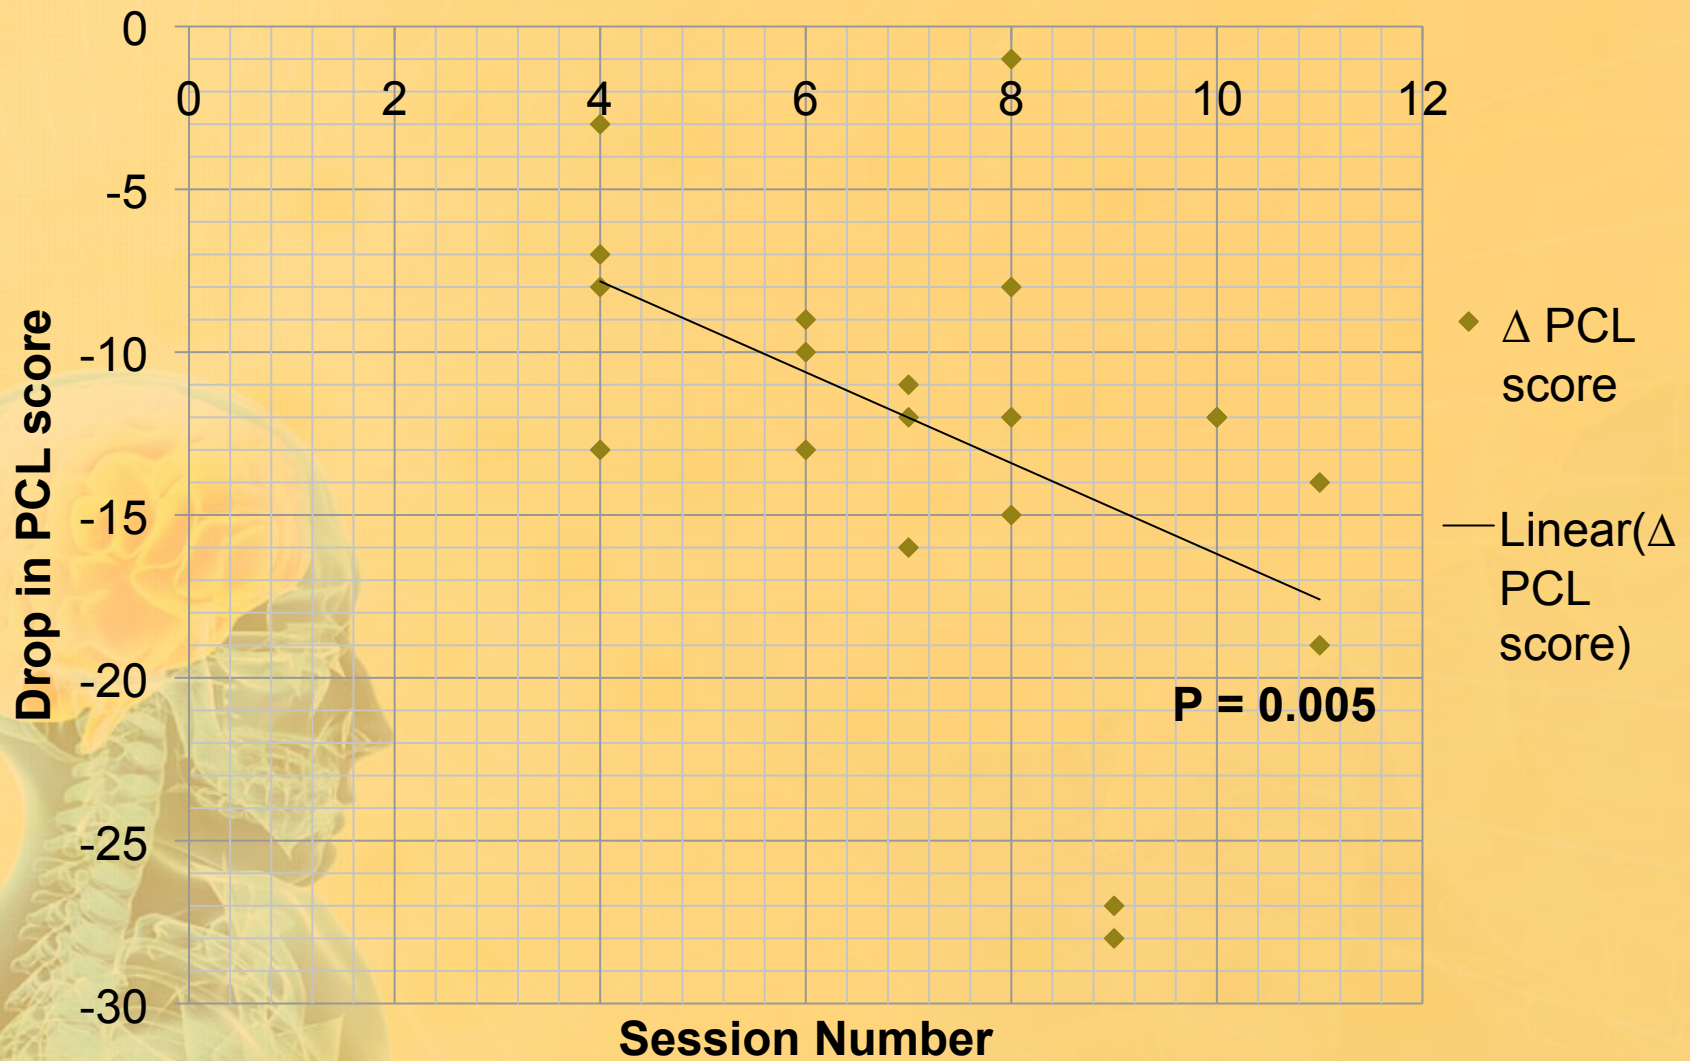 0
0 2 4 6 8 10 12
-5
-10
-15
-20
-25
-30
Drop in PCL score
Session Number
P = 0.005
Δ PCL
score
Linear(Δ
PCL
score)